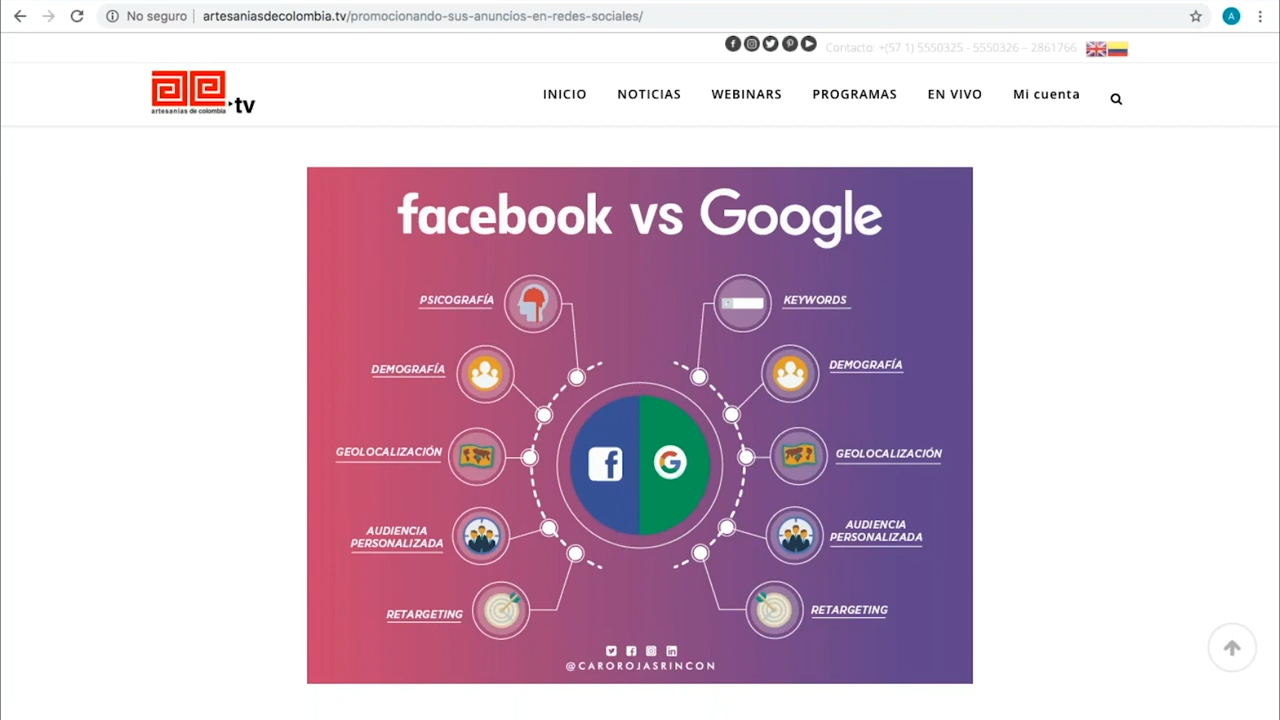 No seguro
artesaniasdecolombia.tv/promocionando-sus-anuncios-en-redes-sociales/
A
Contacto: +(57 1) 5550325 - 5550326 – 2861766
artesanías de colombia
tv
INICIO
NOTICIAS
WEBINARS
PROGRAMAS
EN VIVO
Mi cuenta
facebook vs Google
PSICOGRAFÍA
KEYWORDS
DEMOGRAFÍA
DEMOGRAFÍA
GEOLOCALIZACIÓN
GEOLOCALIZACIÓN
AUDIENCIA
PERSONALIZADA
AUDIENCIA
PERSONALIZADA
RETARGETING
RETARGETING
@CAROROJASRINCON